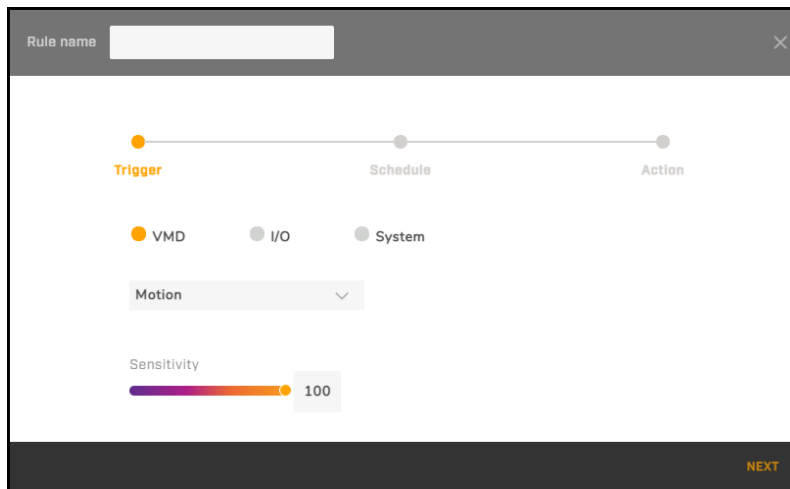 Rule name
Trigger Schedule Action
VMD I/O System
Motion
Sensitivity
100
NEXT